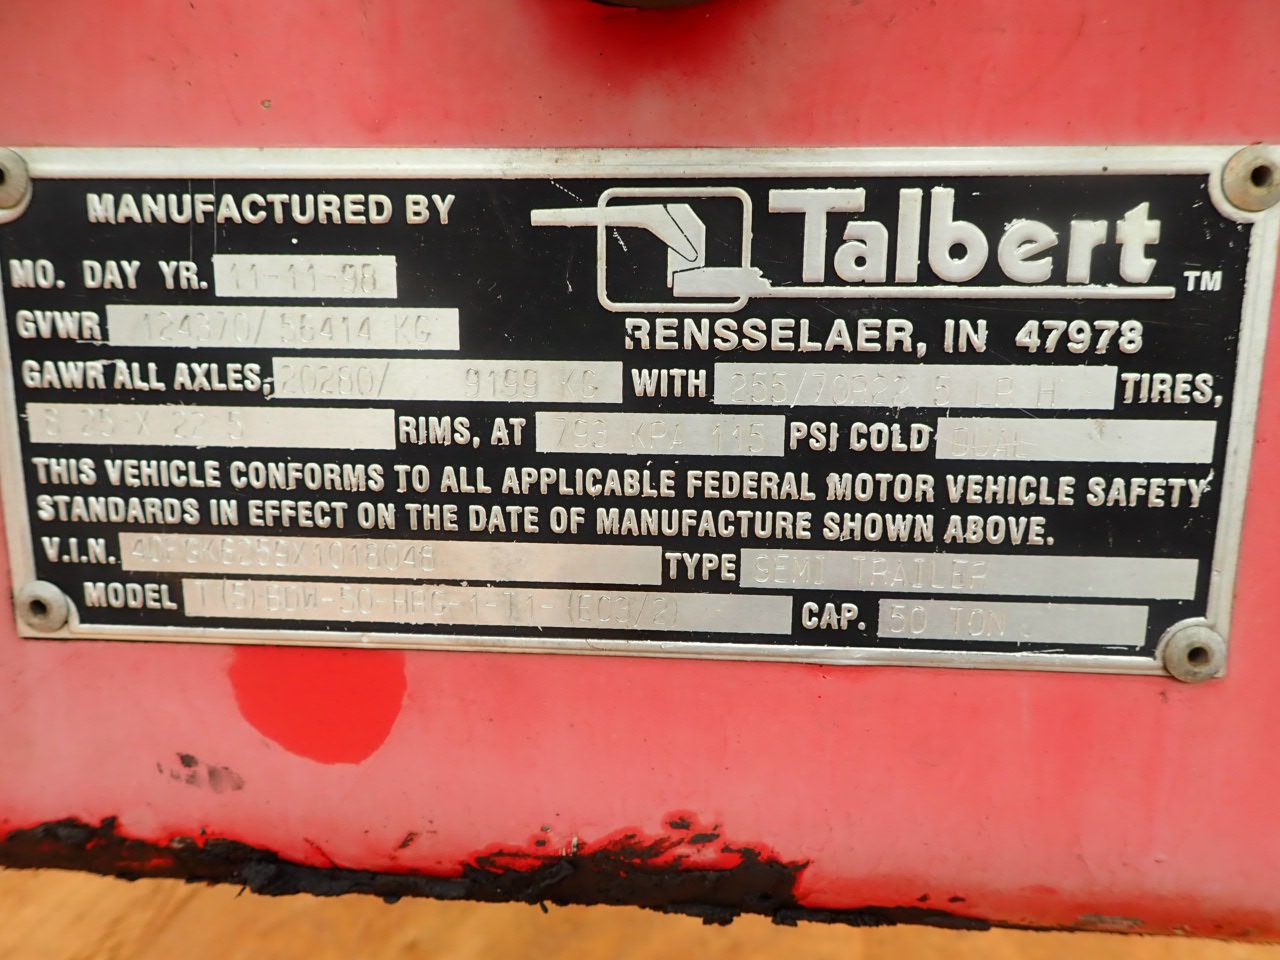 MANUFACTURED BY Talbert TM
MO. DAY YR. 11-11-98
RENSSELAER, IN 47978
GVWR 124370/ 56414 KG
GAWR ALL AXLES, 20280/ 9199 KG WITH 255/70R22.5 LR H TIRES,
8.25 X 22.5 RIMS, AT 793 KPA 115 PSI COLD DUAL
THIS VEHICLE CONFORMS TO ALL APPLICABLE FEDERAL MOTOR VEHICLE SAFETY
STANDARDS IN EFFECT ON THE DATE OF MANUFACTURE SHOWN ABOVE.
V.I.N. TYPE SEMI TRAILER
MODEL CAP. 50 TON